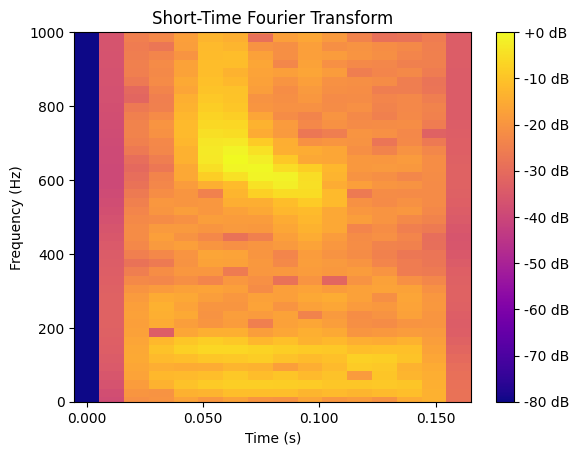 Short-Time Fourier Transform
Frequency (Hz)
1000
800
600
400
200
0
0.000
0.050
0.100
0.150
Time (s)
+0 dB
-10 dB
-20 dB
-30 dB
-40 dB
-50 dB
-60 dB
-70 dB
-80 dB